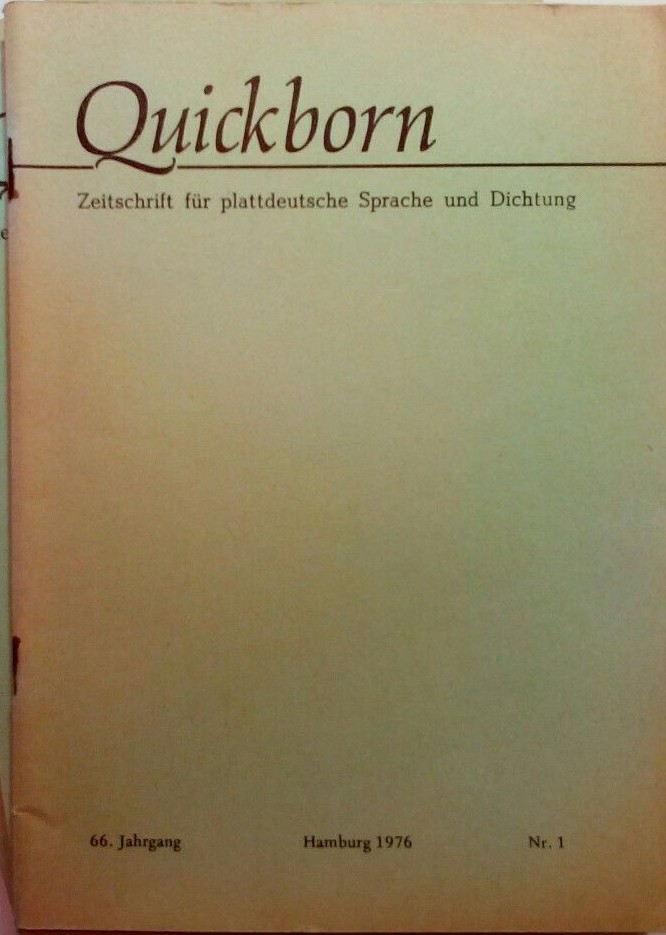 Quickborn
Zeitschrift für plattdeutsche Sprache und Dichtung
66. Jahrgang Hamburg 1976 Nr. 1